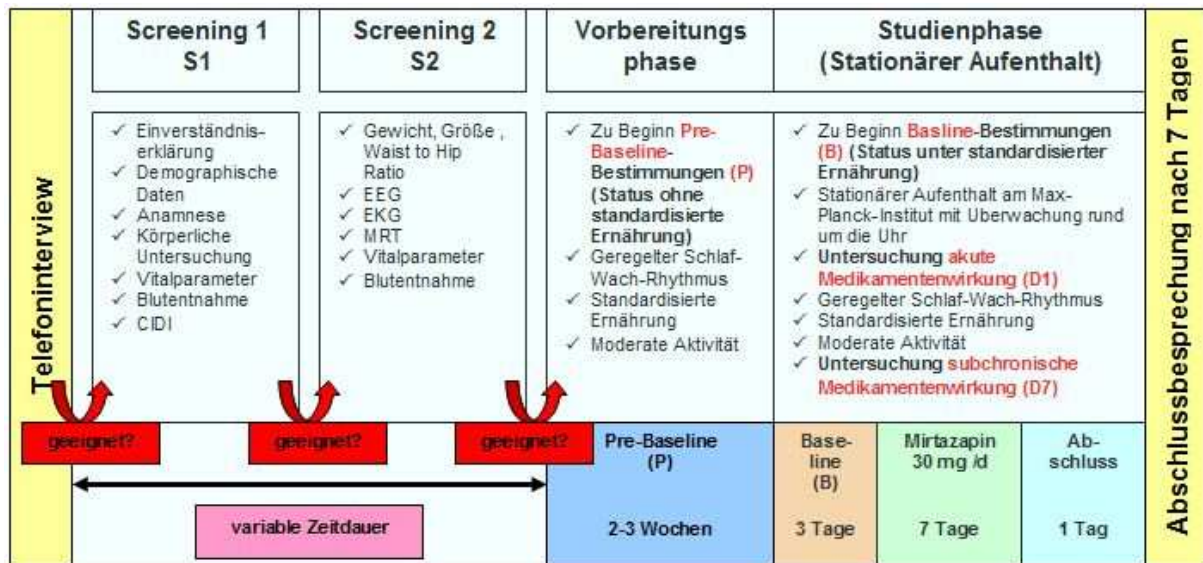 Telefoninterview
Screening 1
S1
✓ Einverständnis-
erklärung
✓ Demographische
Daten
✓ Anamnese
✓ Körperliche
Untersuchung
✓ Vitalparameter
✓ Blutentnahme
✓ CIDI
Screening 2
S2
✓ Gewicht, Größe ,
Waist to Hip
Ratio
✓ EEG
✓ EKG
✓ MRT
✓ Vitalparameter
✓ Blutentnahme
Vorbereitungs
phase
✓ Zu Beginn Pre-
Baseline-
Bestimmungen (P)
(Status ohne
standardisierte
Ernährung)
✓ Geregelter Schlaf-
Wach-Rhythmus
✓ Standardisierte
Ernährung
✓ Moderate Aktivität
Studienphase
(Stationärer Aufenthalt)
✓ Zu Beginn Basline-Bestimmungen
(B) (Status unter standardisierter
Ernährung)
✓ Stationärer Aufenthalt am Max-
Planck-Institut mit Uberwachung rund
um die Uhr
✓ Untersuchung akute
Medikamentenwirkung (D1)
✓ Geregelter Schlaf-Wach-Rhythmus
✓ Standardisierte Ernährung
✓ Moderate Aktivität
✓ Untersuchung subchronische
Medikamentenwirkung (D7)
geeignet?
geeignet?
geeignet?
variable Zeitdauer
Pre-Baseline
(P)
2-3 Wochen
Base-
line
(B)
3 Tage
Mirtazapin
30 mg /d
7 Tage
Ab-
schluss
1 Tag
Abschlussbesprechung nach 7 Tagen